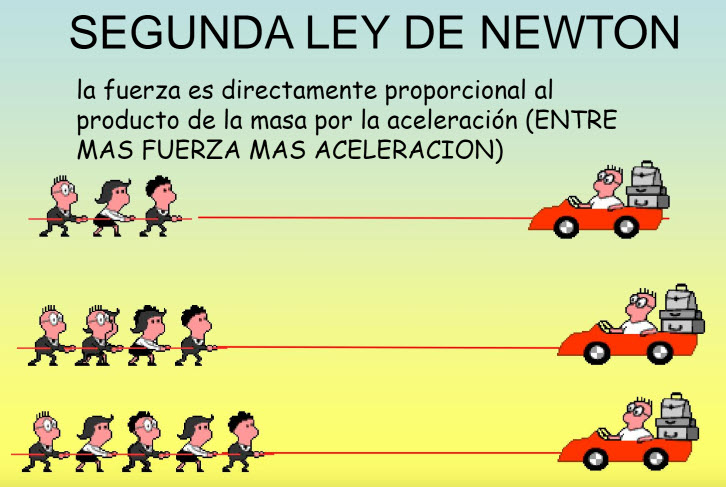 SEGUNDA LEY DE NEWTON
la fuerza es directamente proporcional al
producto de la masa por la aceleración (ENTRE
MAS FUERZA MAS ACELERACION)